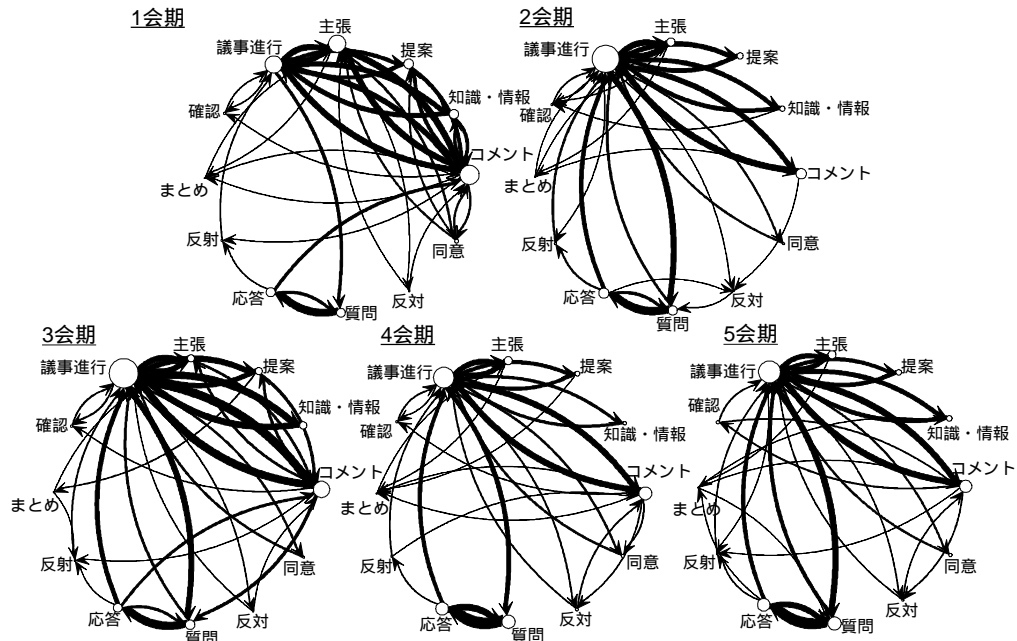 1会期
主張
議事進行
提案
知識・情報
確認
コメント
まとめ
反射
同意
応答
反対
質問
2会期
主張
議事進行
提案
知識・情報
確認
コメント
まとめ
反射
同意
応答
反対
質問
3会期
主張
議事進行
提案
知識・情報
確認
コメント
まとめ
反射
同意
応答
反対
質問
4会期
主張
議事進行
提案
確認
知識・情報
コメント
まとめ
反射
同意
応答
反対
質問
5会期
主張
議事進行
提案
確認
知識・情報
コメント
まとめ
反射
同意
応答
反対
質問